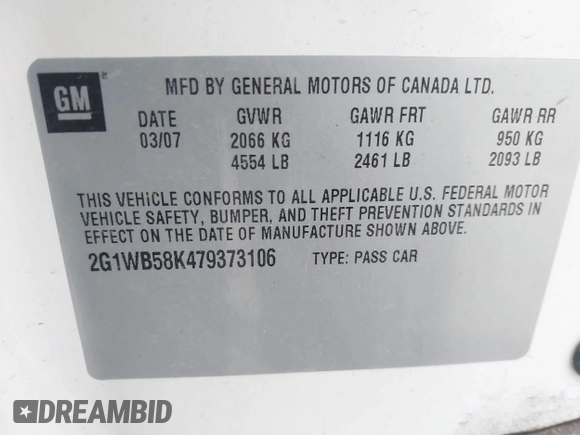 GM
MFD BY GENERAL MOTORS OF CANADA LTD.
DATE GVWR GAWR FRT GAWR RR
03/07 2066 KG 1116 KG 950 KG
4554 LB 2461 LB 2093 LB
THIS VEHICLE CONFORMS TO ALL APPLICABLE U.S. FEDERAL MOTOR
VEHICLE SAFETY, BUMPER, AND THEFT PREVENTION STANDARDS IN
EFFECT ON THE DATE OF MANUFACTURE SHOWN ABOVE.
2G1WB58K479373106 TYPE: PASS CAR
DREAMBID